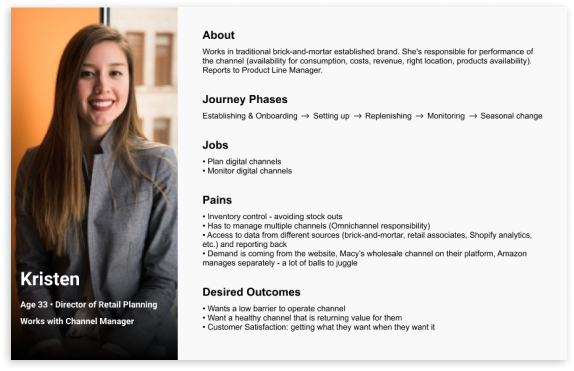 About
Works in traditional brick-and-mortar established brand. She's responsible for performance of
the channel (availability for consumption, costs, revenue, right location, products availability).
Reports to Product Line Manager.
Journey Phases
Establishing & Onboarding → Setting up → Replenishing → Monitoring → Seasonal change
Jobs
• Plan digital channels
• Monitor digital channels
Pains
• Inventory control - avoiding stock outs
• Has to manage multiple channels (Omnichannel responsibility)
• Access to data from different sources (brick-and-mortar, retail associates, Shopify analytics,
etc.) and reporting back
• Demand is coming from the website, Macy's wholesale channel on their platform, Amazon
manages separately - a lot of balls to juggle
Desired Outcomes
• Wants a low barrier to operate channel
• Want a healthy channel that is returning value for them
• Customer Satisfaction: getting what they want when they want it
Kristen
Age 33 • Director of Retail Planning
Works with Channel Manager